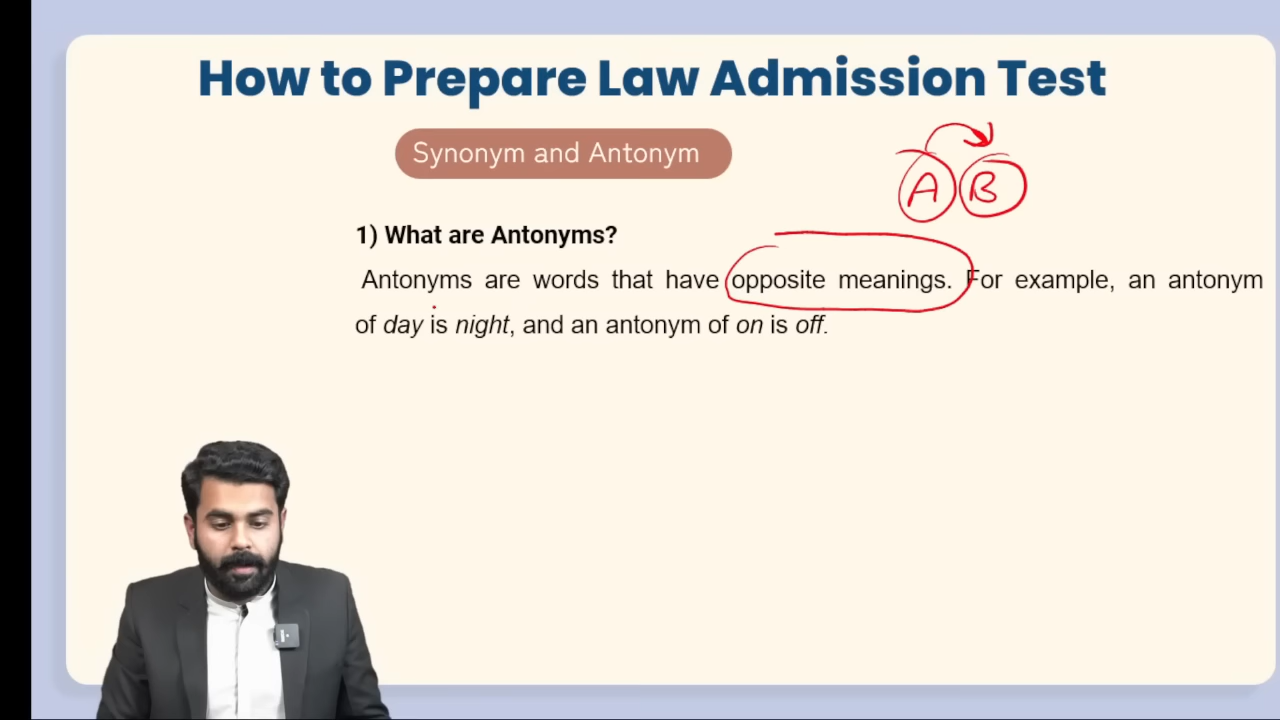 How to Prepare Law Admission Test
Synonym and Antonym
A B
1) What are Antonyms?
Antonyms are words that have opposite meanings. For example, an antonym
of day is night, and an antonym of on is off.